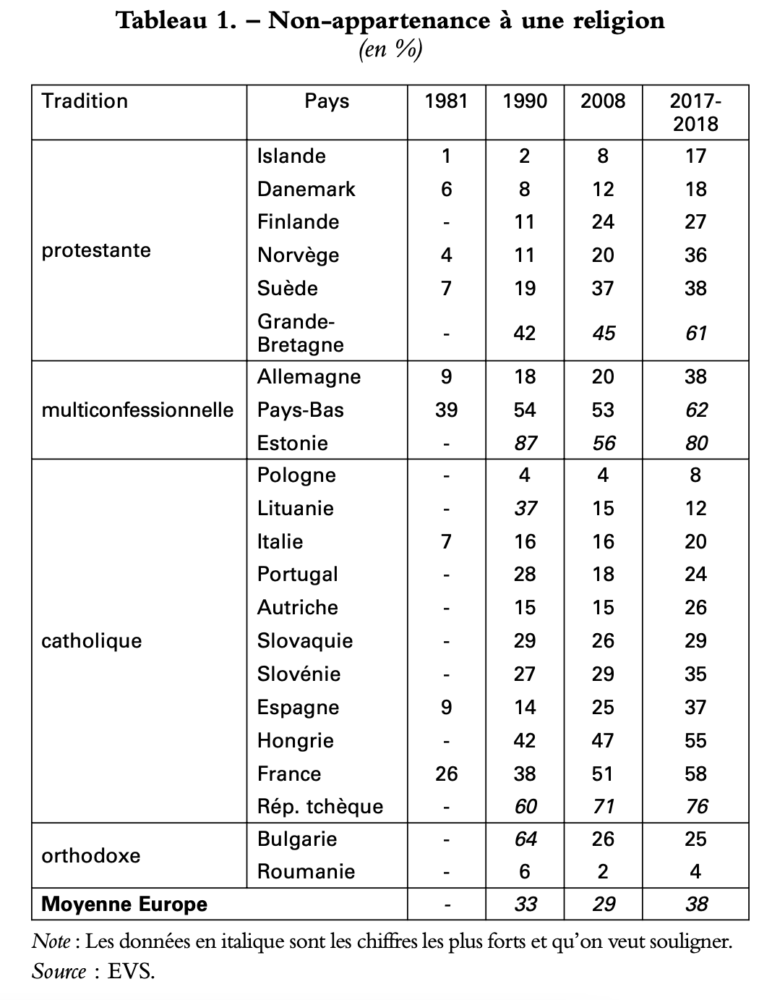 Tableau 1. – Non-appartenance à une religion
(en %)
Tradition Pays 1981 1990 2008 2017-
2018
protestante
Islande 1 2 8 17
Danemark 6 8 12 18
Finlande - 11 24 27
Norvège 4 11 20 36
Suède 7 19 37 38
Grande-
Bretagne - 42 45 61
multiconfessionnelle
Allemagne 9 18 20 38
Pays-Bas 39 54 53 62
Estonie - 87 56 80
catholique
Pologne - 4 4 8
Lituanie - 37 15 12
Italie 7 16 16 20
Portugal - 28 18 24
Autriche - 15 15 26
Slovaquie - 29 26 29
Slovénie - 27 29 35
Espagne 9 14 25 37
Hongrie - 42 47 55
France 26 38 51 58
Rép. tchèque - 60 71 76
orthodoxe
Bulgarie - 64 26 25
Roumanie - 6 2 4
Moyenne Europe - 33 29 38
Note : Les données en italique sont les chiffres les plus forts et qu’on veut souligner.
Source : EVS.